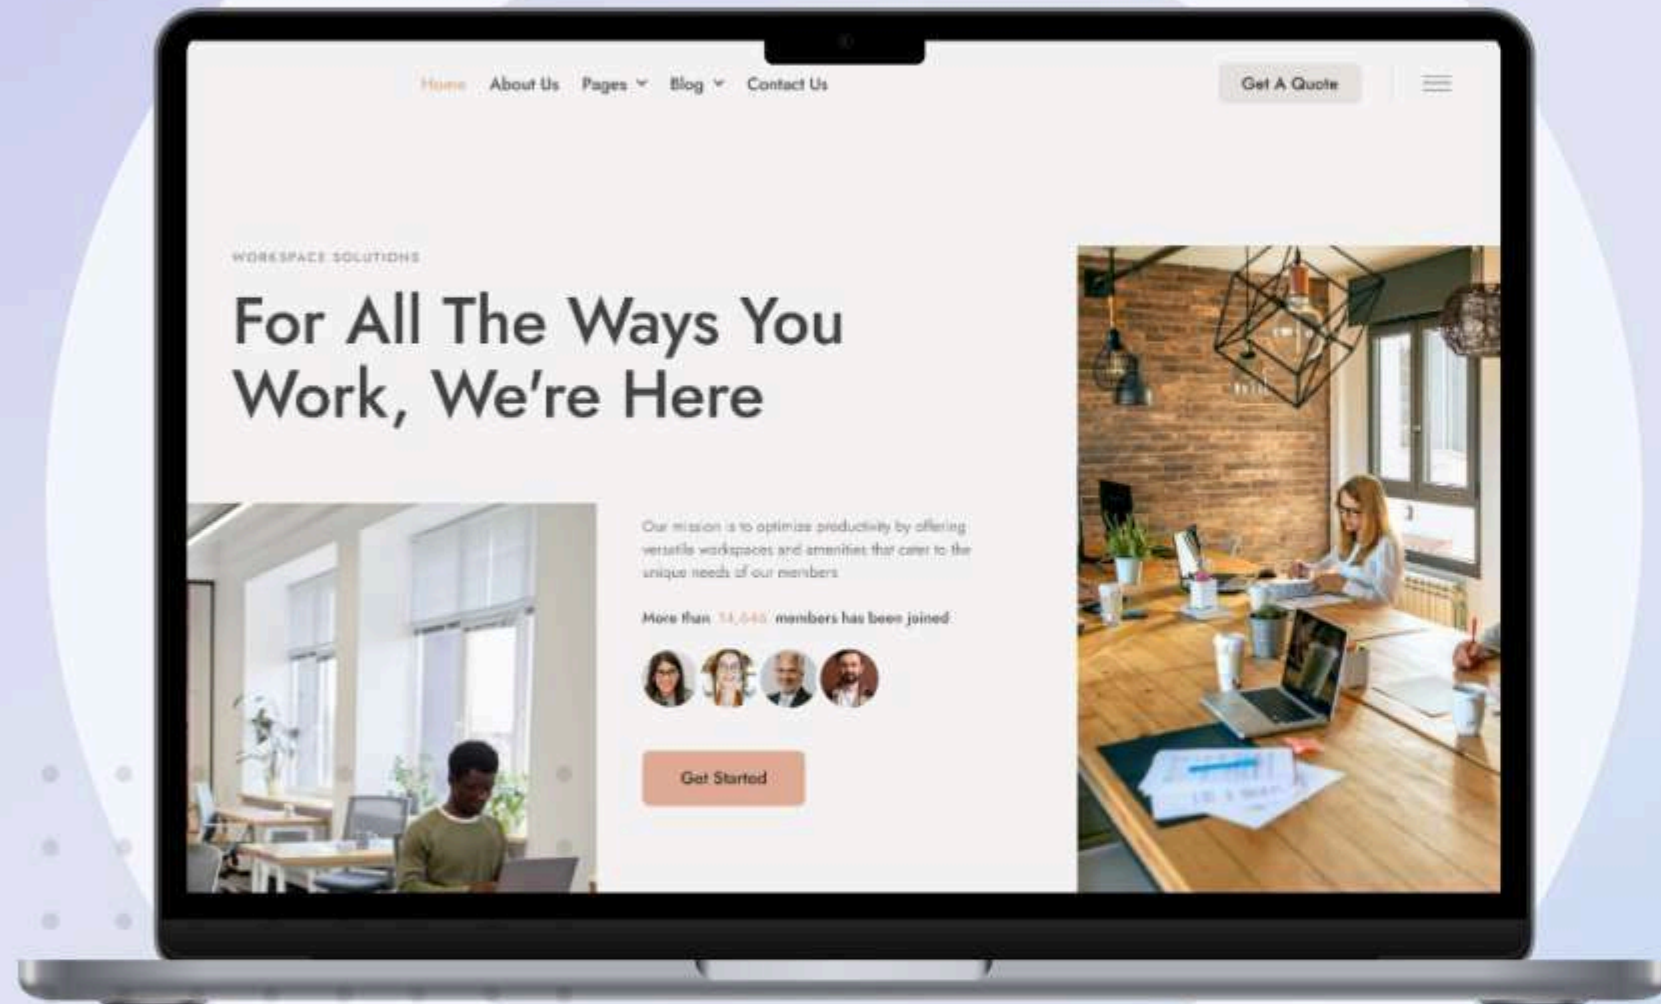 Home About Us Pages Blog Contact Us Get A Quote
WORKSPACE SOLUTIONS
For All The Ways You
Work, We're Here
Our mission is to optimize productivity by offering
versatile workspaces and amenities that cater to the
unique needs of our members
More than 14,646 members has been joined
Get Started